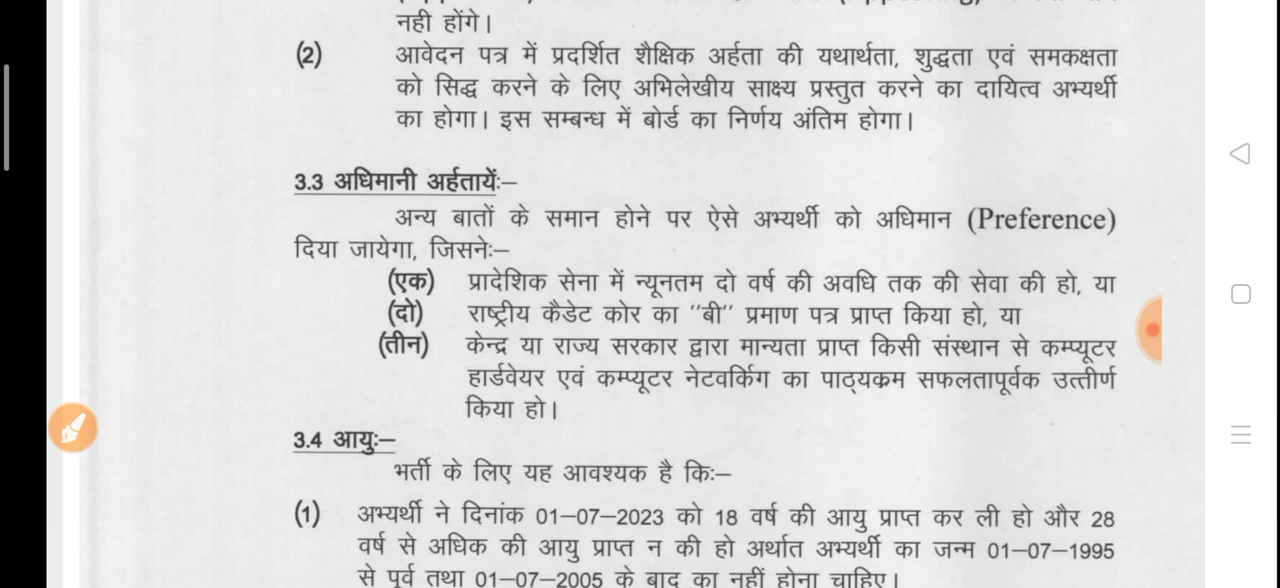 नही होंगे।
(2) आवेदन पत्र में प्रदर्शित शैक्षिक अर्हता की यथार्थता, शुद्धता एवं समकक्षता
को सिद्ध करने के लिए अभिलेखीय साक्ष्य प्रस्तुत करने का दायित्व अभ्यर्थी
का होगा। इस सम्बन्ध में बोर्ड का निर्णय अंतिम होगा।
3.3 अधिमानी अर्हतायेंः–
अन्य बातों के समान होने पर ऐसे अभ्यर्थी को अधिमान (Preference)
दिया जायेगा, जिसनेः–
(एक) प्रादेशिक सेना में न्यूनतम दो वर्ष की अवधि तक की सेवा की हो, या
(दो) राष्ट्रीय कैडेट कोर का "बी" प्रमाण पत्र प्राप्त किया हो, या
(तीन) केन्द्र या राज्य सरकार द्वारा मान्यता प्राप्त किसी संस्थान से कम्प्यूटर
हार्डवेयर एवं कम्प्यूटर नेटवर्किग का पाठ्यकम सफलतापूर्वक उत्तीर्ण
किया हो।
3.4 आयुः–
भर्ती के लिए यह आवश्यक है किः–
(1) अभ्यर्थी ने दिनांक 01–07–2023 को 18 वर्ष की आयु प्राप्त कर ली हो और 28
वर्ष से अधिक की आयु प्राप्त न की हो अर्थात अभ्यर्थी का जन्म 01–07–1995
से पूर्व तथा 01–07–2005 के बाद का नहीं होना चाहिए।